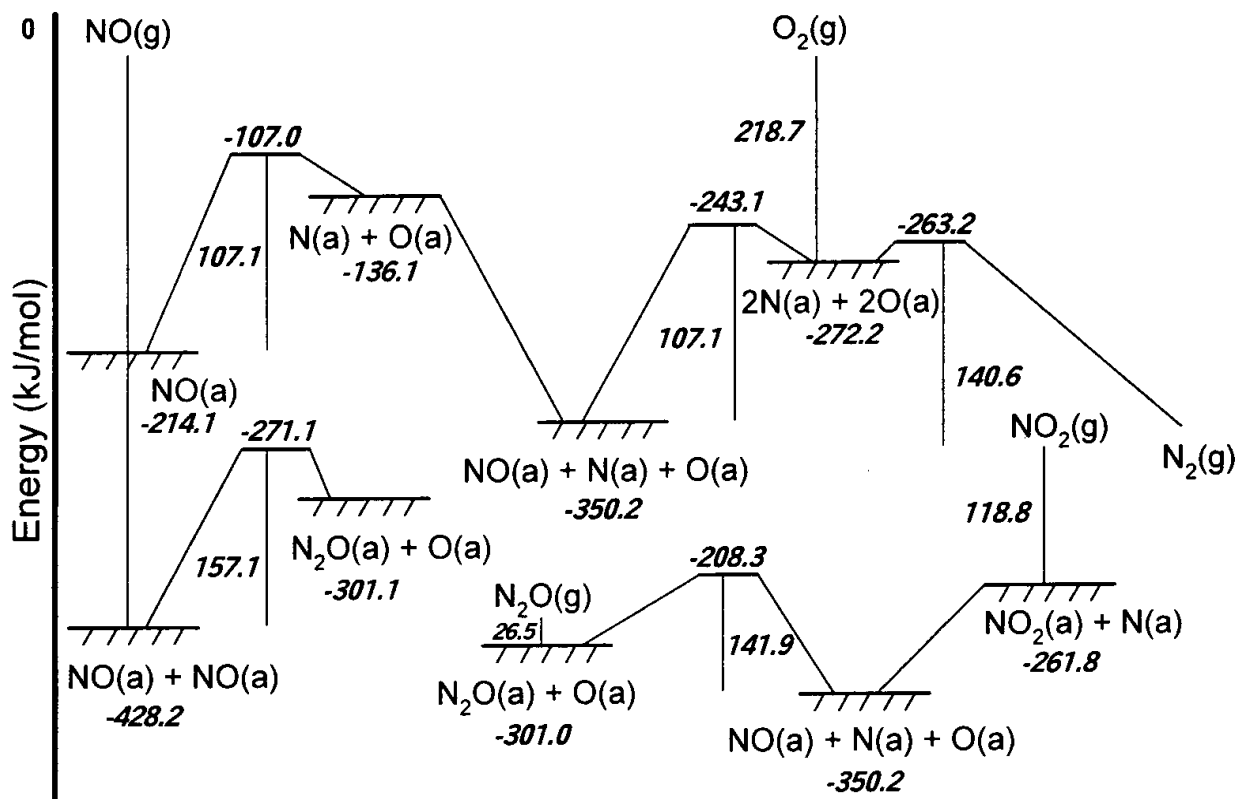 0
NO(g)
O₂(g)
-107.0
218.7
-243.1
-263.2
107.1
N(a) + O(a)
-136.1
2N(a) + 2O(a)
-272.2
107.1
140.6
NO(a)
-214.1
-271.1
NO₂(g)
N₂(g)
NO(a) + N(a) + O(a)
-350.2
118.8
157.1
N₂O(a) + O(a)
-301.1
-208.3
N₂O(g)
26.5
141.9
NO₂(a) + N(a)
-261.8
NO(a) + NO(a)
-428.2
N₂O(a) + O(a)
-301.0
NO(a) + N(a) + O(a)
-350.2
Energy (kJ/mol)